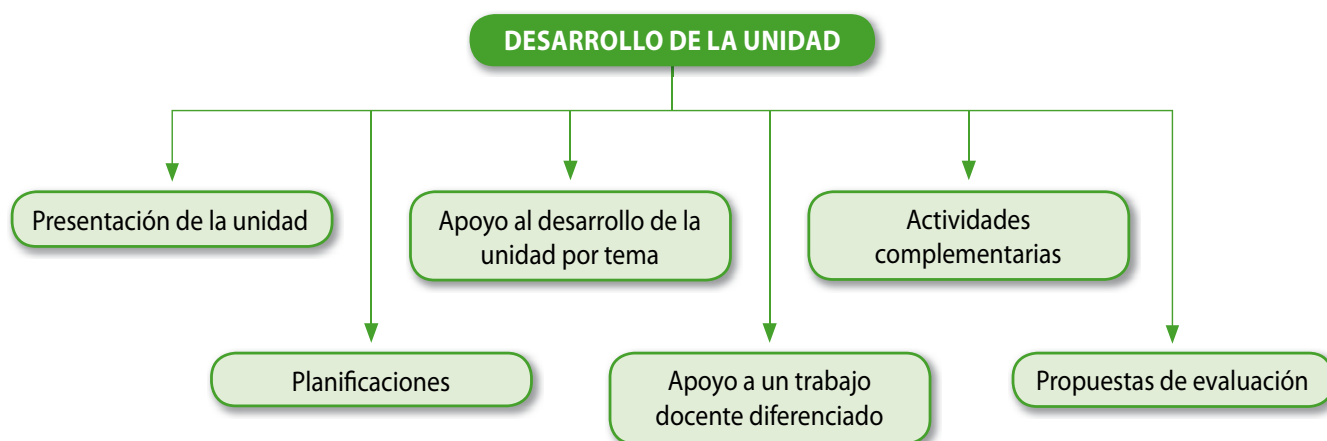 DESARROLLO DE LA UNIDAD
Presentación de la unidad
Apoyo al desarrollo de la
unidad por tema
Actividades
complementarias
Planificaciones
Apoyo a un trabajo
docente diferenciado
Propuestas de evaluación